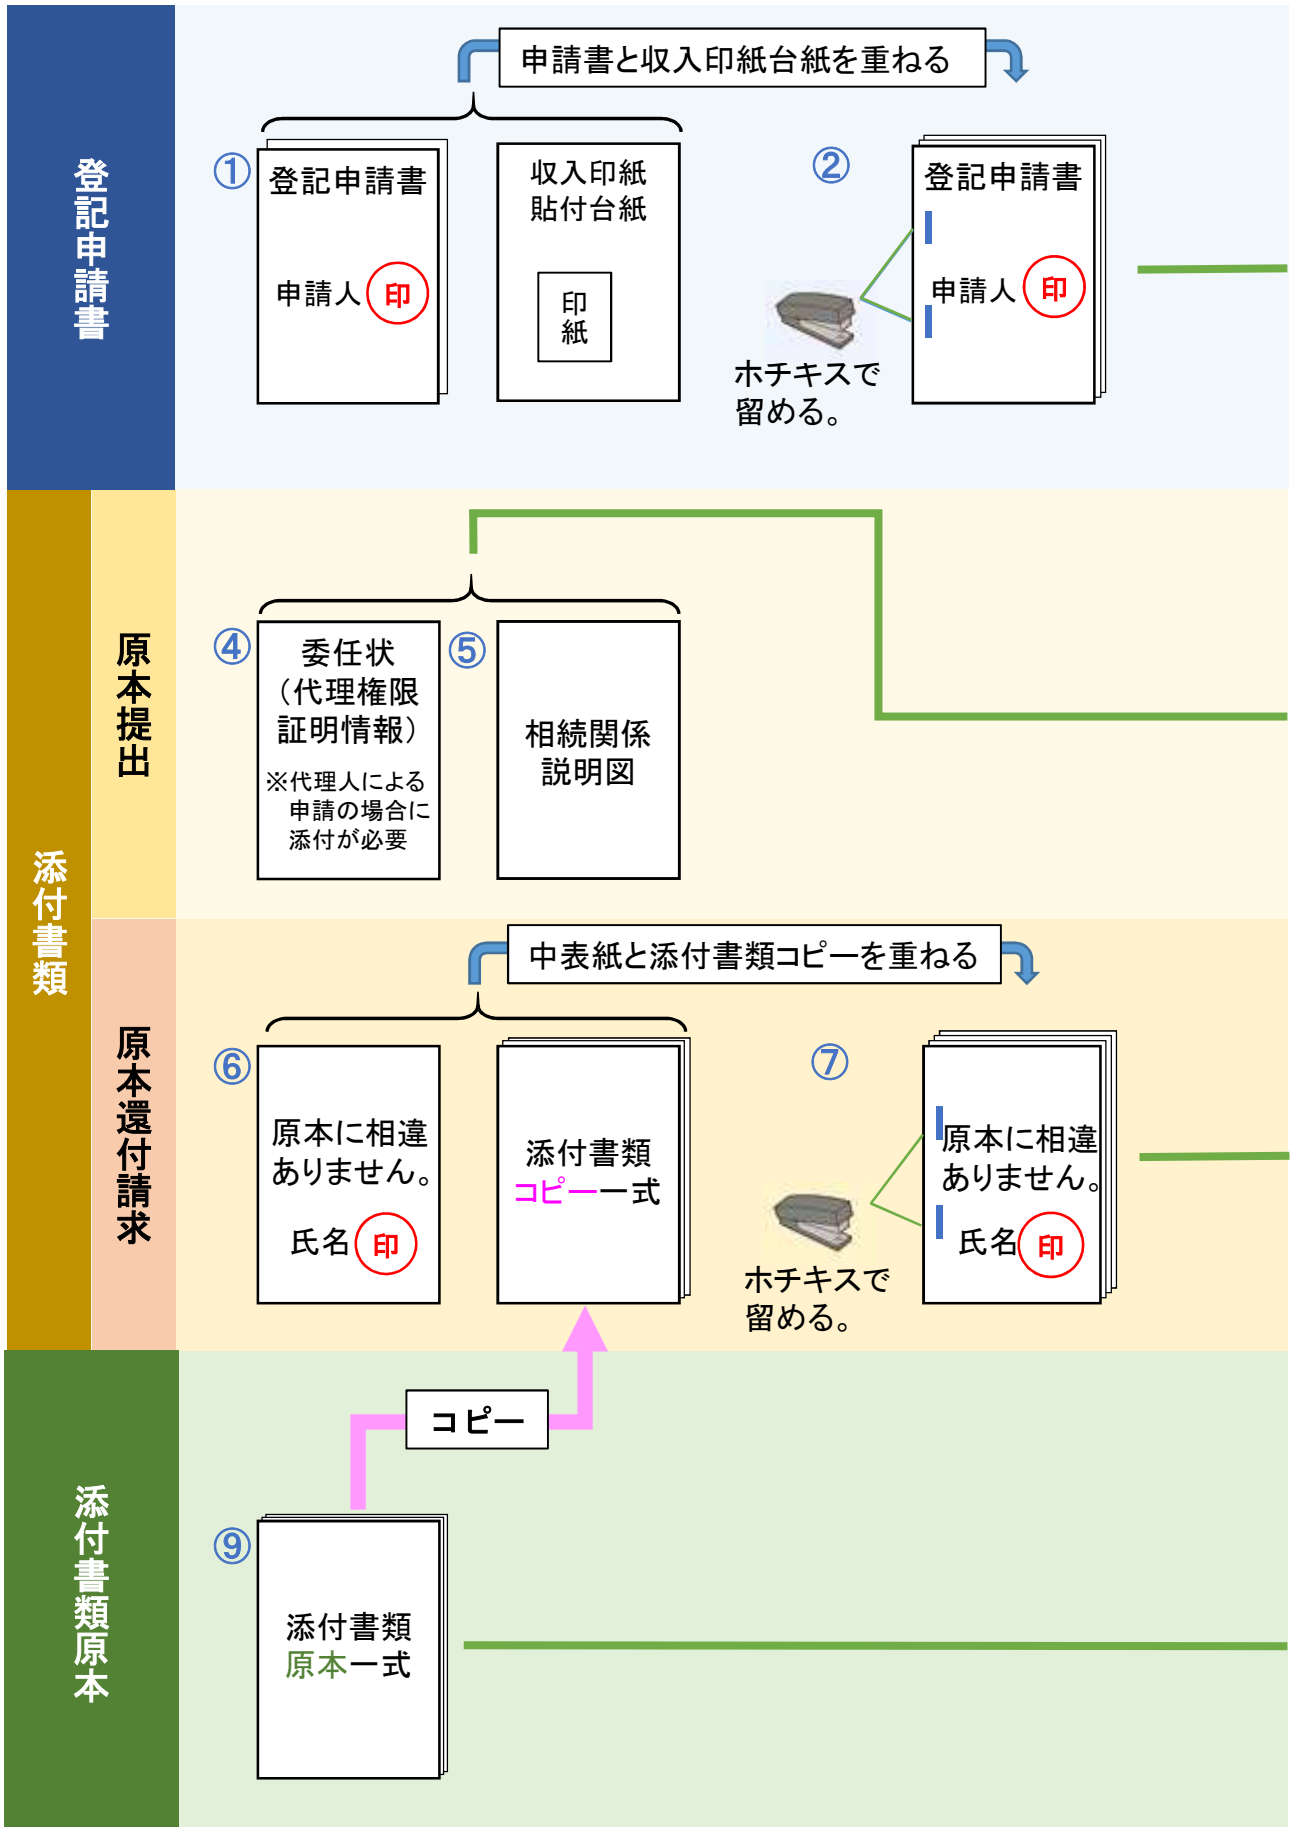 登記申請書
申請書と収入印紙台紙を重ねる
①
登記申請書
申請人 印
収入印紙
貼付台紙
印
紙
②
登記申請書
申請人 印
ホチキスで
留める。
添付書類
原本提出
④
委任状
（代理権限
証明情報）
※代理人による
申請の場合に
添付が必要
⑤
相続関係
説明図
原本還付請求
中表紙と添付書類コピーを重ねる
⑥
原本に相違
ありません。
氏名 印
添付書類
コピー一式
⑦
原本に相違
ありません。
氏名 印
ホチキスで
留める。
添付書類原本
コピー
⑨
添付書類
原本一式